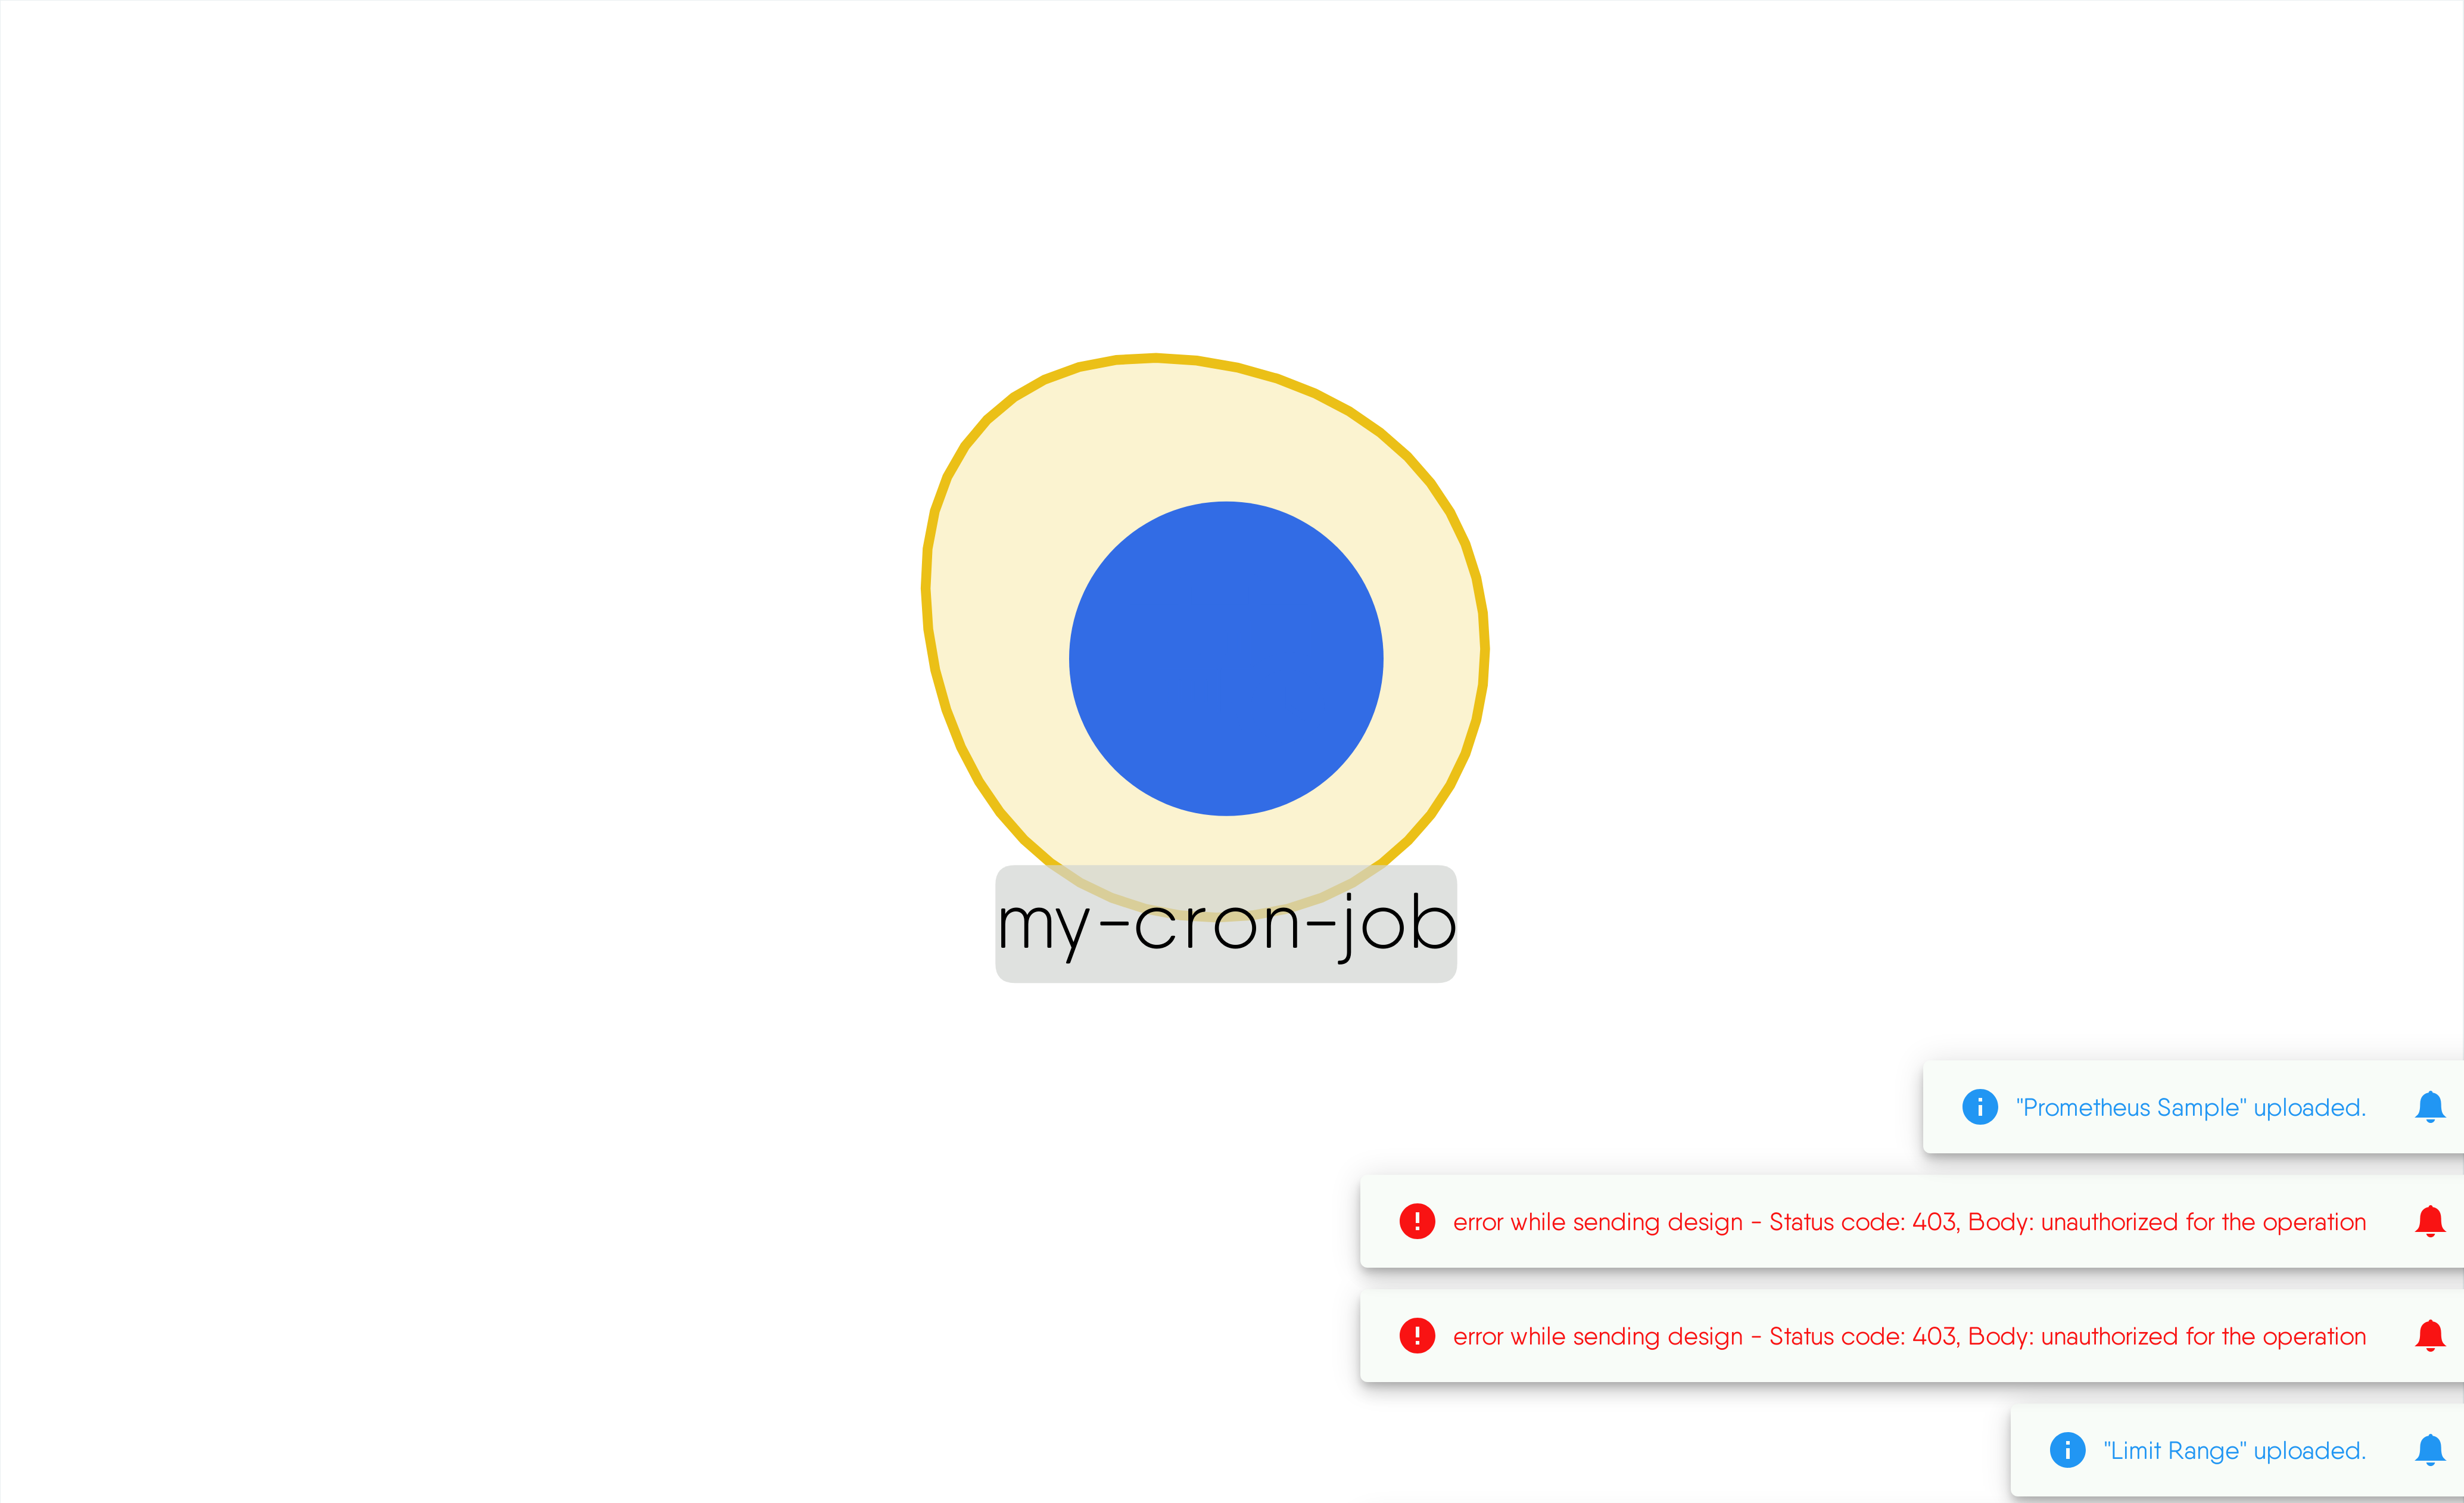 my-cron-job
"Prometheus Sample" uploaded.
error while sending design - Status code: 403, Body: unauthorized for the operation
error while sending design - Status code: 403, Body: unauthorized for the operation
"Limit Range" uploaded.